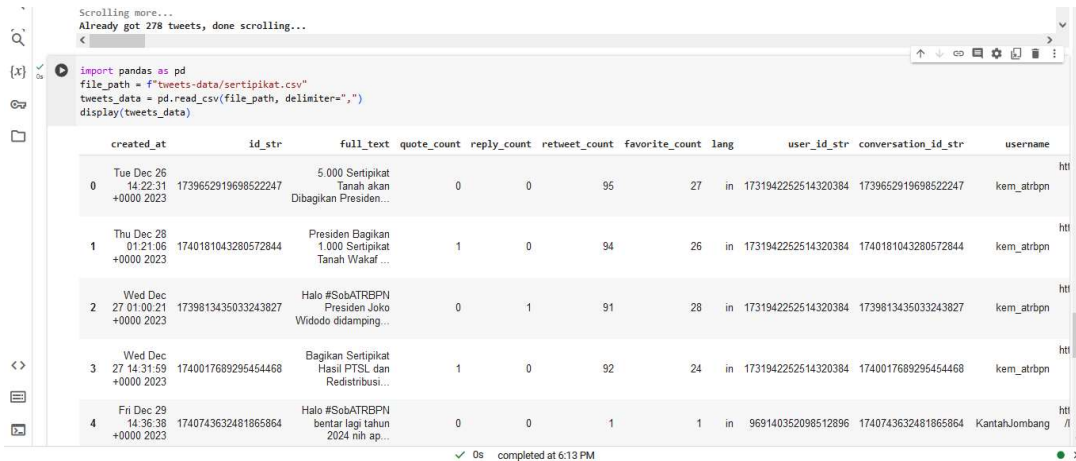 Scrolling more...
Already got 278 tweets, done scrolling...
{x}
0s
import pandas as pd
file_path = f"tweets-data/sertipikat.csv"
tweets_data = pd.read_csv(file_path, delimiter=",")
display(tweets_data)
created_at id_str full_text quote_count reply_count retweet_count favorite_count lang user_id_str conversation_id_str username
Tue Dec 26 5.000 Sertipikat htt
0 14:22:31 1739652919698522247 Tanah akan 0 0 95 27 in 1731942252514320384 1739652919698522247 kem_atrbpn
+0000 2023 Dibagikan Presiden...
Thu Dec 28 Presiden Bagikan htt
1 01:21:06 1740181043280572844 1.000 Sertipikat 1 0 94 26 in 1731942252514320384 1740181043280572844 kem_atrbpn
+0000 2023 Tanah Wakaf ...
Wed Dec Halo #SobATRBPN htt
2 27 01:00:21 1739813435033243827 Presiden Joko 0 1 91 28 in 1731942252514320384 1739813435033243827 kem_atrbpn
+0000 2023 Widodo didamping...
Wed Dec Bagikan Sertipikat htt
3 27 14:31:59 1740017689295454468 Hasil PTSL dan 1 0 92 24 in 1731942252514320384 1740017689295454468 kem_atrbpn
+0000 2023 Redistribusi...
Fri Dec 29 Halo #SobATRBPN htt
4 14:36:38 1740743632481865864 bentar lagi tahun 0 0 1 1 in 969140352098512896 1740743632481865864 KantahJombang
+0000 2023 2024 nih ap...
0s completed at 6:13 PM